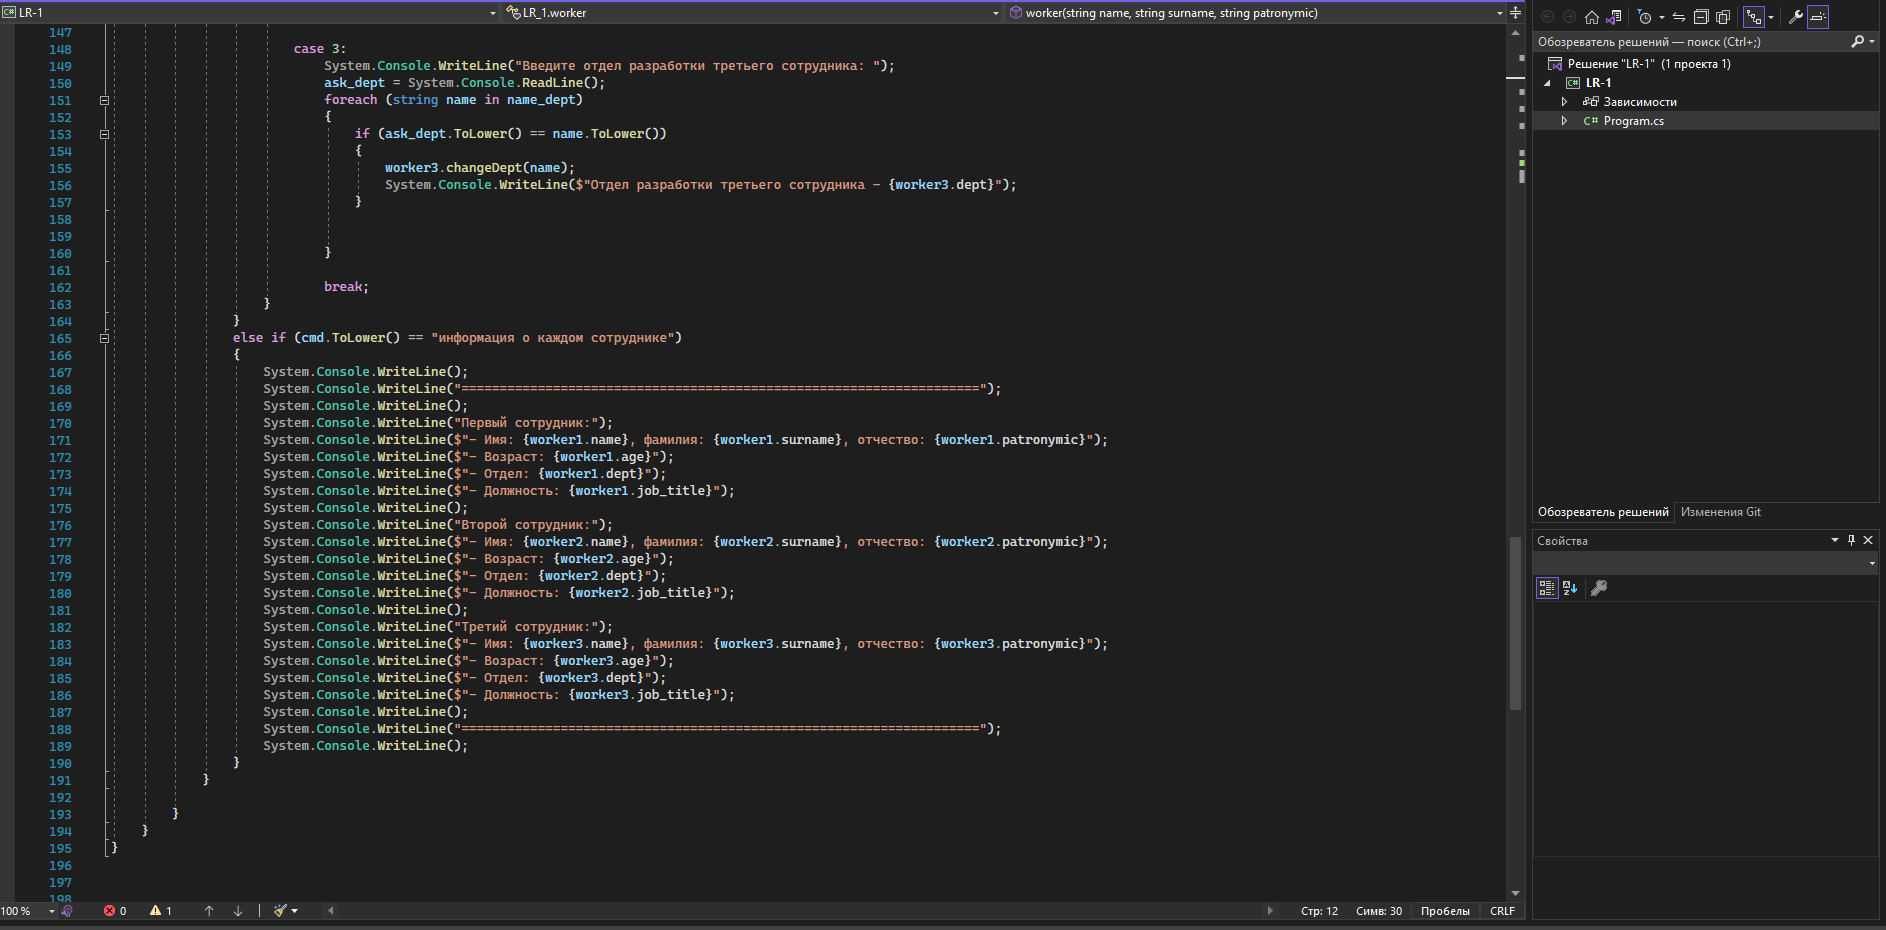 LR-1
LR_1.worker
worker(string name, string surname, string patronymic)
147
148 case 3:
149 System.Console.WriteLine("Введите отдел разработки третьего сотрудника: ");
150 ask_dept = System.Console.ReadLine();
151 foreach (string name in name_dept)
152 {
153 if (ask_dept.ToLower() == name.ToLower())
154 {
155 worker3.changeDept(name);
156 System.Console.WriteLine($"Отдел разработки третьего сотрудника – {worker3.dept}");
157 }
158
159
160 }
161
162 break;
163 }
164 }
165 else if (cmd.ToLower() == "информация о каждом сотруднике")
166 {
167 System.Console.WriteLine();
168 System.Console.WriteLine("====================================================================");
169 System.Console.WriteLine();
170 System.Console.WriteLine("Первый сотрудник:");
171 System.Console.WriteLine($"– Имя: {worker1.name}, фамилия: {worker1.surname}, отчество: {worker1.patronymic}");
172 System.Console.WriteLine($"– Возраст: {worker1.age}");
173 System.Console.WriteLine($"– Отдел: {worker1.dept}");
174 System.Console.WriteLine($"– Должность: {worker1.job_title}");
175 System.Console.WriteLine();
176 System.Console.WriteLine("Второй сотрудник:");
177 System.Console.WriteLine($"– Имя: {worker2.name}, фамилия: {worker2.surname}, отчество: {worker2.patronymic}");
178 System.Console.WriteLine($"– Возраст: {worker2.age}");
179 System.Console.WriteLine($"– Отдел: {worker2.dept}");
180 System.Console.WriteLine($"– Должность: {worker2.job_title}");
181 System.Console.WriteLine();
182 System.Console.WriteLine("Третий сотрудник:");
183 System.Console.WriteLine($"– Имя: {worker3.name}, фамилия: {worker3.surname}, отчество: {worker3.patronymic}");
184 System.Console.WriteLine($"– Возраст: {worker3.age}");
185 System.Console.WriteLine($"– Отдел: {worker3.dept}");
186 System.Console.WriteLine($"– Должность: {worker3.job_title}");
187 System.Console.WriteLine();
188 System.Console.WriteLine("====================================================================");
189 System.Console.WriteLine();
190 }
191 }
192
193 }
194 }
195 }
196
197
198
100 %
0
1
Стр: 12
Симв: 30
Пробелы
CRLF
Обозреватель решений — поиск (Ctrl+;)
Решение "LR-1" (1 проекта 1)
C# LR-1
Зависимости
C# Program.cs
Обозреватель решений
Изменения Git
Свойства